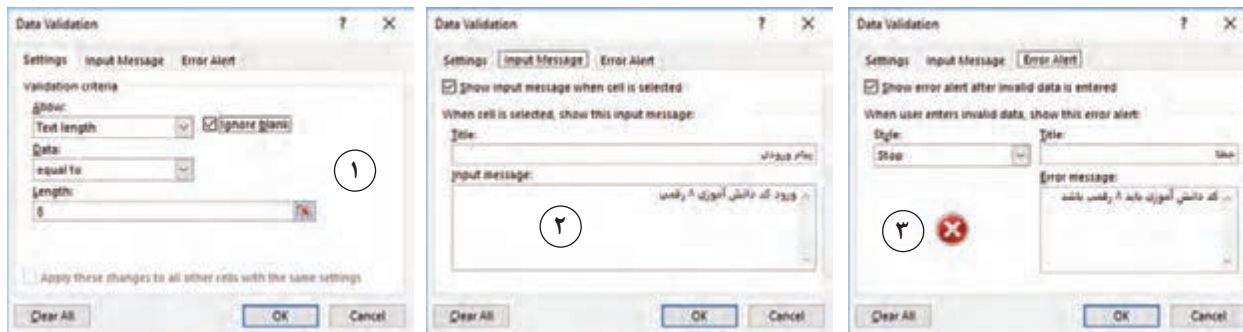 Data Validation ? ×
Settings Input Message Error Alert
Validation criteria
Allow:
Text length
Ignore blank
Data:
equal to
Length:
8
Apply these changes to all other cells with the same settings
Clear All OK Cancel
۱
Data Validation ? ×
Settings Input Message Error Alert
Show input message when cell is selected
When cell is selected, show this input message:
Title:
پیام ورودی
Input message:
ورود کد دانش آموزی ۸ رقمی
۲
Clear All OK Cancel
Data Validation ? ×
Settings Input Message Error Alert
Show error alert after invalid data is entered
When user enters invalid data, show this error alert:
Style:
Stop
Title:
خطا
Error message:
کد دانش آموزی باید ۸ رقمی باشد
۳
Clear All OK Cancel